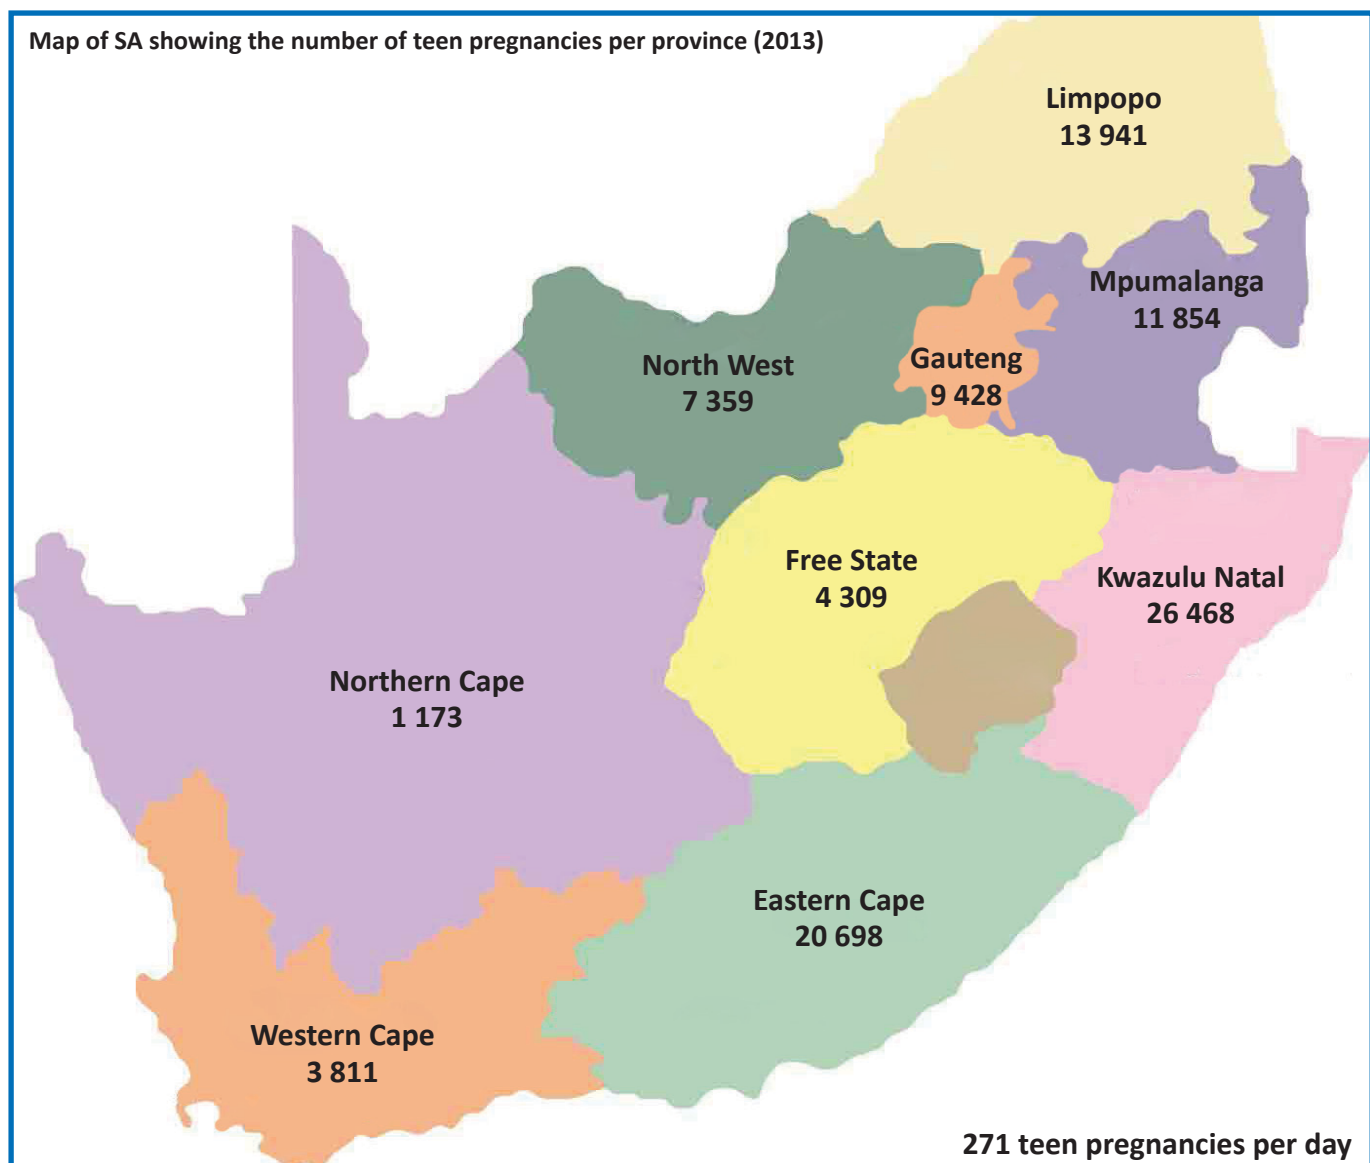 Map of SA showing the number of teen pregnancies per province (2013)
Limpopo
13 941
Mpumalanga
11 854
North West
7 359
Gauteng
9 428
Free State
4 309
Kwazulu Natal
26 468
Northern Cape
1 173
Eastern Cape
20 698
Western Cape
3 811
271 teen pregnancies per day